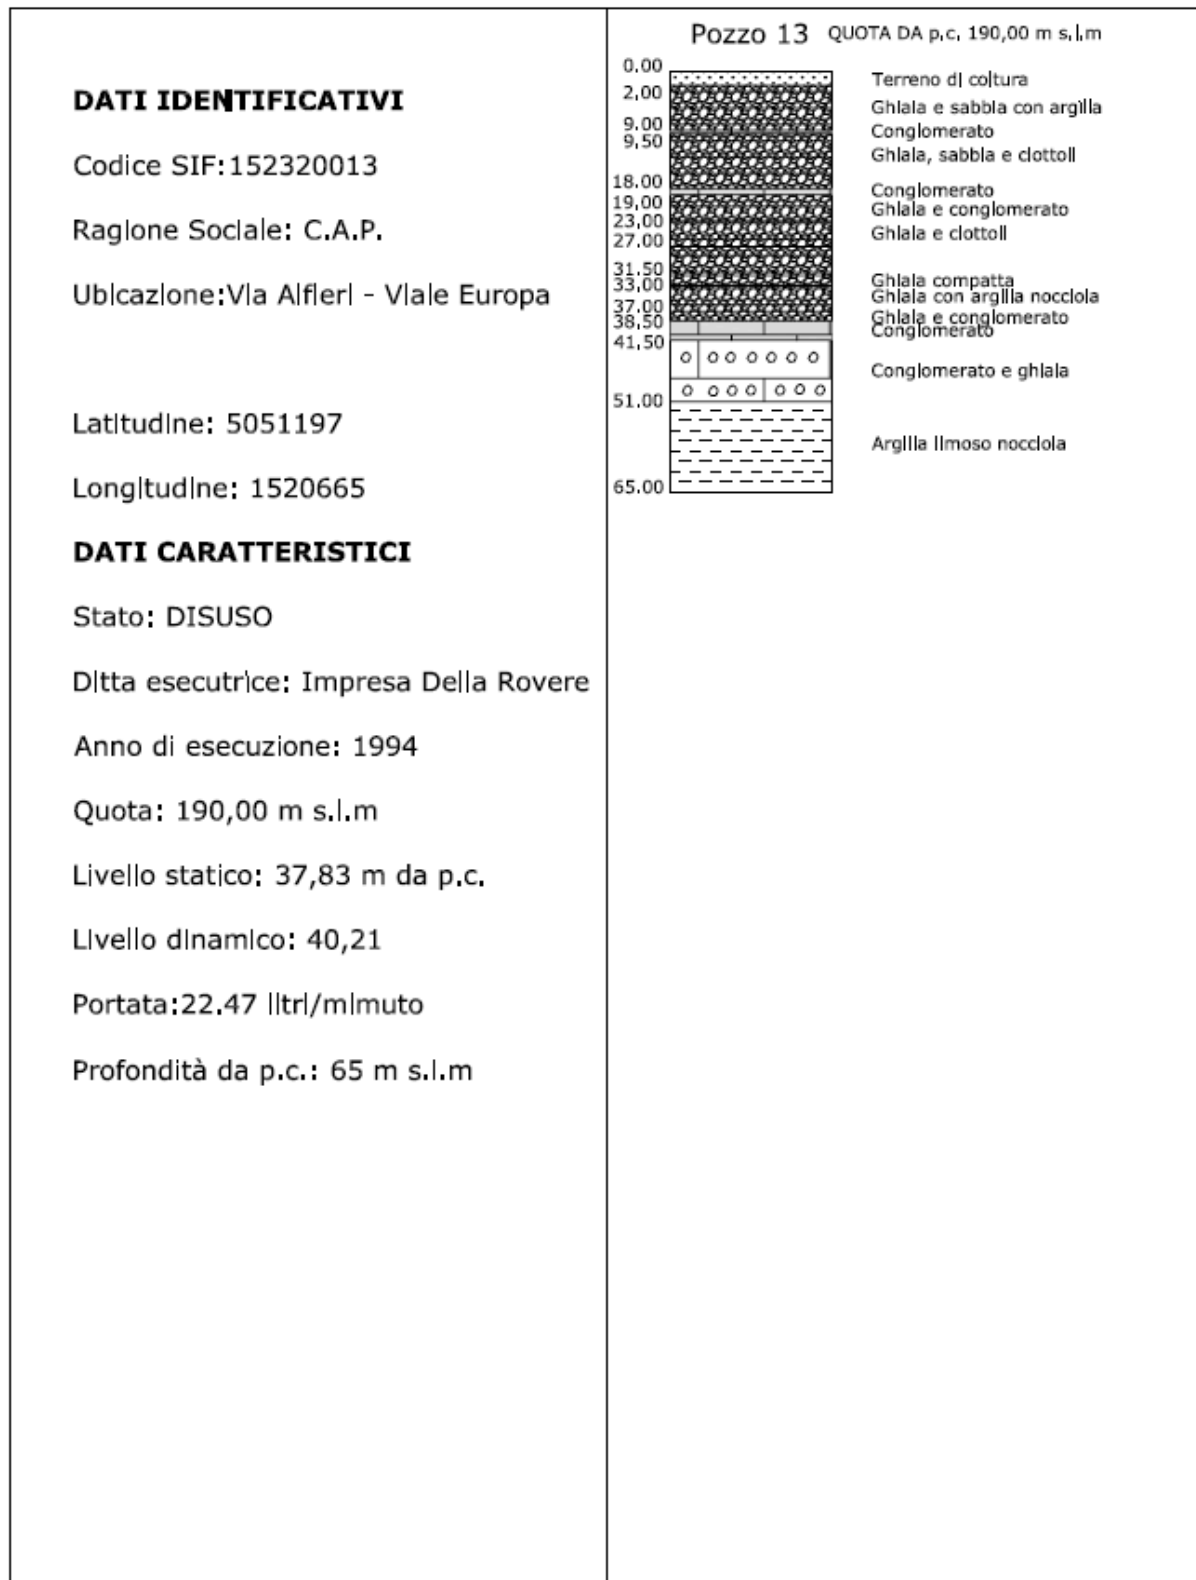 DATI IDENTIFICATIVI
Codice SIF:152320013
Ragione Sociale: C.A.P.
Ubicazione:Via Alfieri - Viale Europa
Latitudine: 5051197
Longitudine: 1520665
DATI CARATTERISTICI
Stato: DISUSO
Ditta esecutrice: Impresa Della Rovere
Anno di esecuzione: 1994
Quota: 190,00 m s.l.m
Livello statico: 37,83 m da p.c.
Livello dinamico: 40,21
Portata:22.47 litri/mimuto
Profondità da p.c.: 65 m s.l.m
Pozzo 13 QUOTA DA p.c. 190,00 m s.l.m
0.00
Terreno di coltura
2,00
Ghiaia e sabbia con argilla
9.00
Conglomerato
9,50
Ghiaia, sabbia e ciottoli
18.00
Conglomerato
19,00
Ghiaia e conglomerato
23,00
Ghiaia e ciottoli
27.00
31.50
Ghiaia compatta
33.00
Ghiaia con argilla nocciola
37.00
Ghiaia e conglomerato
38,50
Conglomerato
41,50
Conglomerato e ghiaia
51.00
Argilla limoso nocciola
65.00